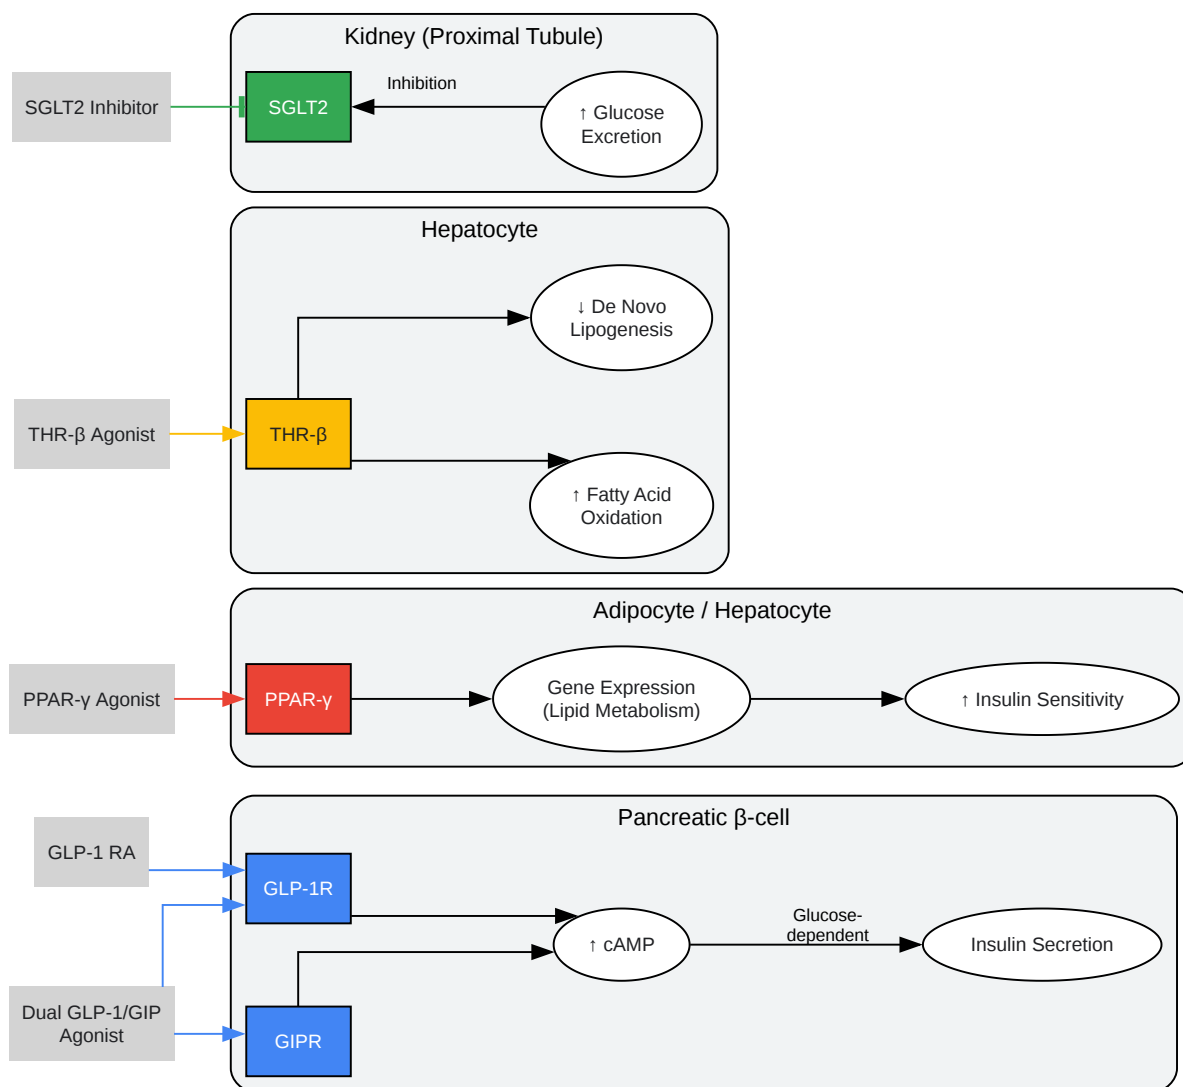 Kidney (Proximal Tubule)
SGLT2 Inhibitor
SGLT2
Inhibition
↑ Glucose
Excretion
Hepatocyte
↓ De Novo
Lipogenesis
THR-β Agonist
THR-β
↑ Fatty Acid
Oxidation
Adipocyte / Hepatocyte
PPAR-γ Agonist
PPAR-γ
Gene Expression
(Lipid Metabolism)
↑ Insulin Sensitivity
Pancreatic β-cell
GLP-1 RA
GLP-1R
↑ cAMP
Glucose-
dependent
Insulin Secretion
Dual GLP-1/GIP
Agonist
GIPR